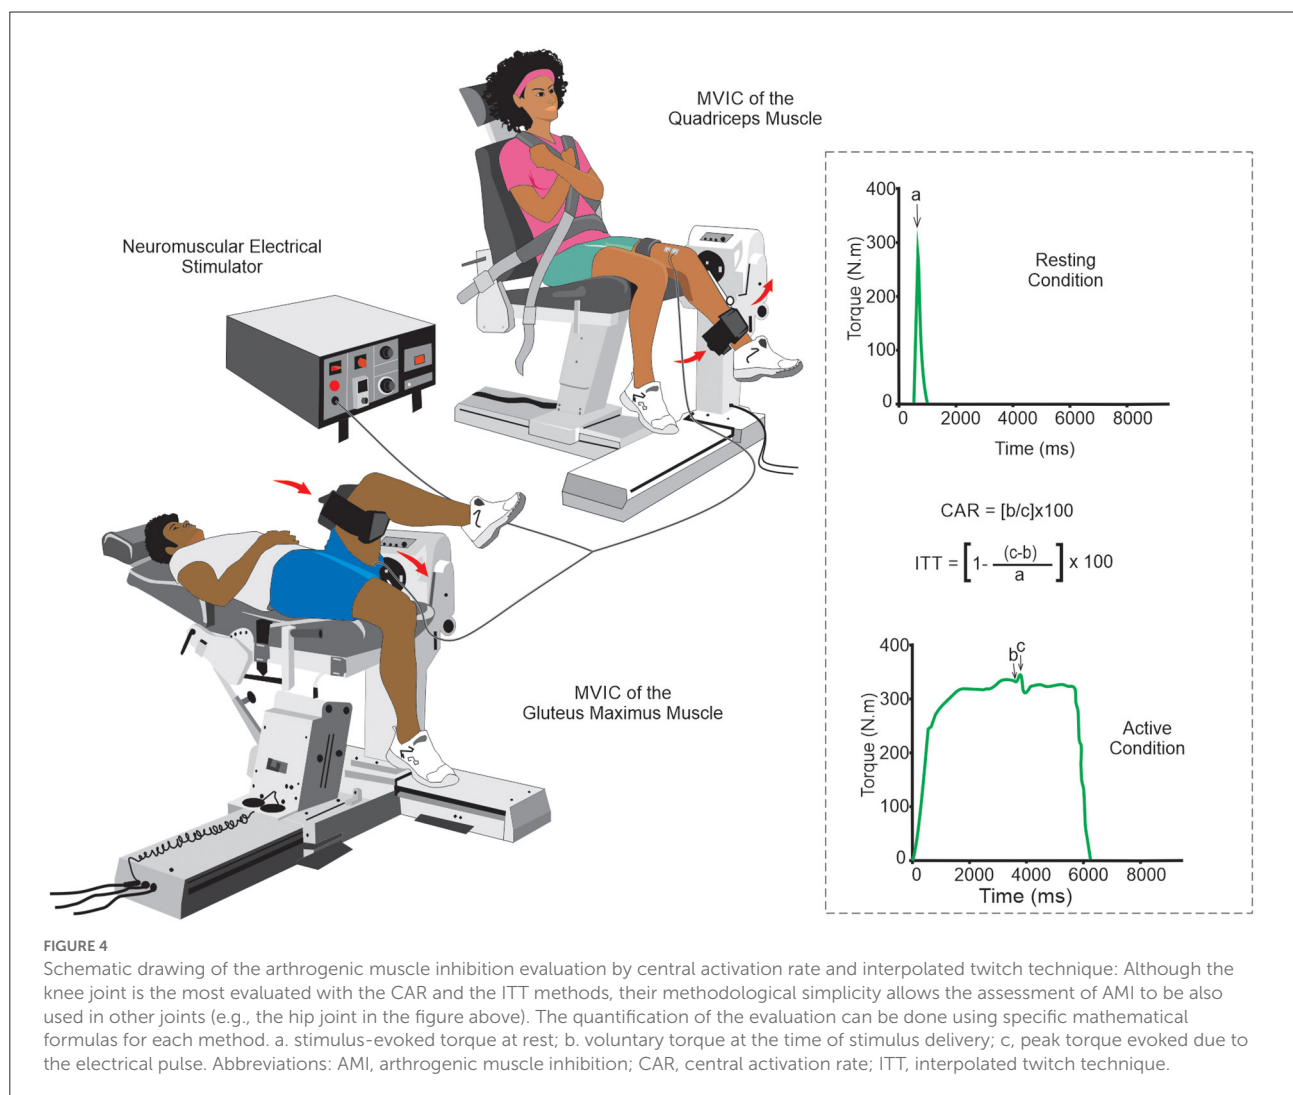 MVIC of the
Quadriceps Muscle
Neuromuscular Electrical
Stimulator
MVIC of the
Gluteus Maximus Muscle
400
300
200
100
0
Torque (N.m)
a
Resting
Condition
0 2000 4000 6000 8000
Time (ms)
CAR = [b/c]x100
ITT = [1- (c-b)/a] x 100
400
300
200
100
0
Torque (N.m)
b c
Active
Condition
0 2000 4000 6000 8000
Time (ms)
FIGURE 4
Schematic drawing of the arthrogenic muscle inhibition evaluation by central activation rate and interpolated twitch technique: Although the
knee joint is the most evaluated with the CAR and the ITT methods, their methodological simplicity allows the assessment of AMI to be also
used in other joints (e.g., the hip joint in the figure above). The quantification of the evaluation can be done using specific mathematical
formulas for each method. a. stimulus-evoked torque at rest; b. voluntary torque at the time of stimulus delivery; c, peak torque evoked due to
the electrical pulse. Abbreviations: AMI, arthrogenic muscle inhibition; CAR, central activation rate; ITT, interpolated twitch technique.